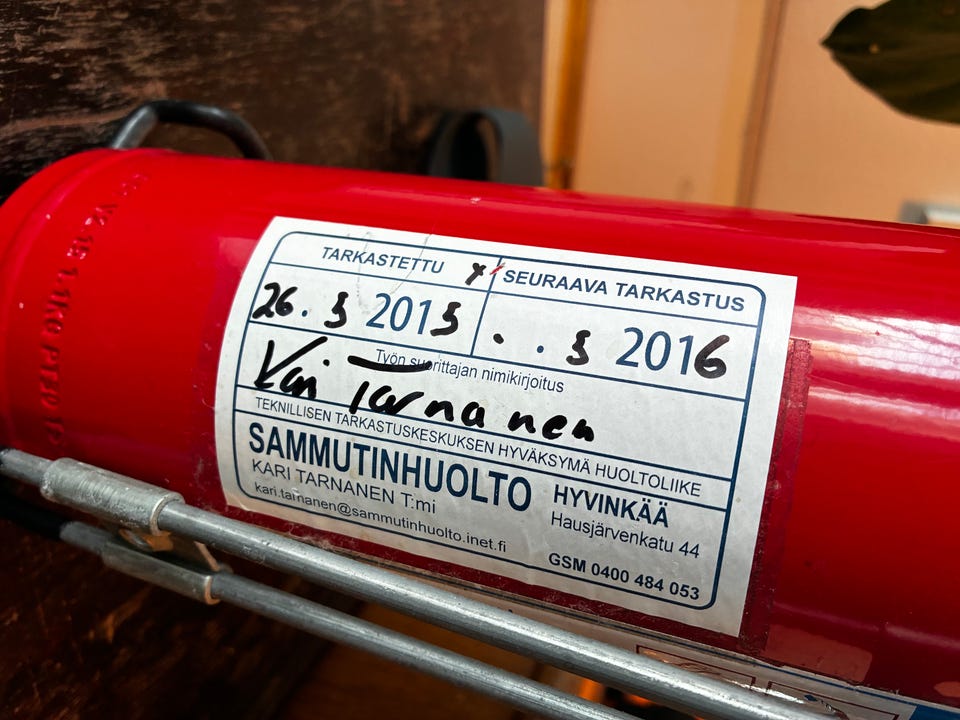 TARKASTETTU
SEURAAVA TARKASTUS
26. 5 2015
. . 5 2016
Työn suorittajan nimikirjoitus
Kai Tarnanen
TEKNILLISEN TARKASTUSKESKUKSEN HYVÄKSYMÄ HUOLTOLIIKE
SAMMUTINHUOLTO
KARI TARNANEN T:mi
kari.tarnanen@sammutinhuolto.inet.fi
HYVINKÄÄ
Hausjärvenkatu 44
GSM 0400 484 053